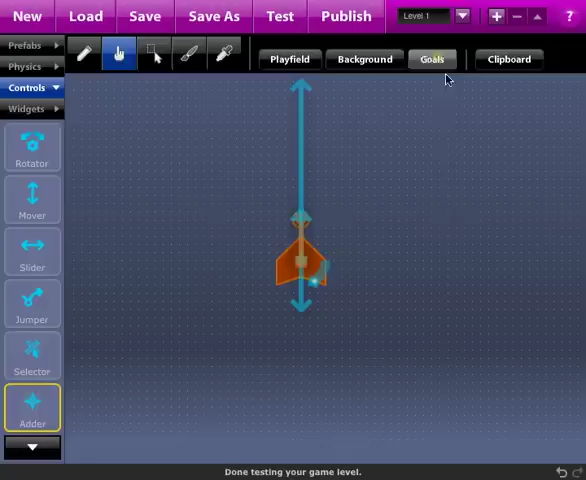 New Load Save Save As Test Publish Level 1
Prefabs
Physics
Controls
Widgets
Playfield Background Goals Clipboard
Rotator
Mover
Slider
Jumper
Selector
Adder
Done testing your game level.